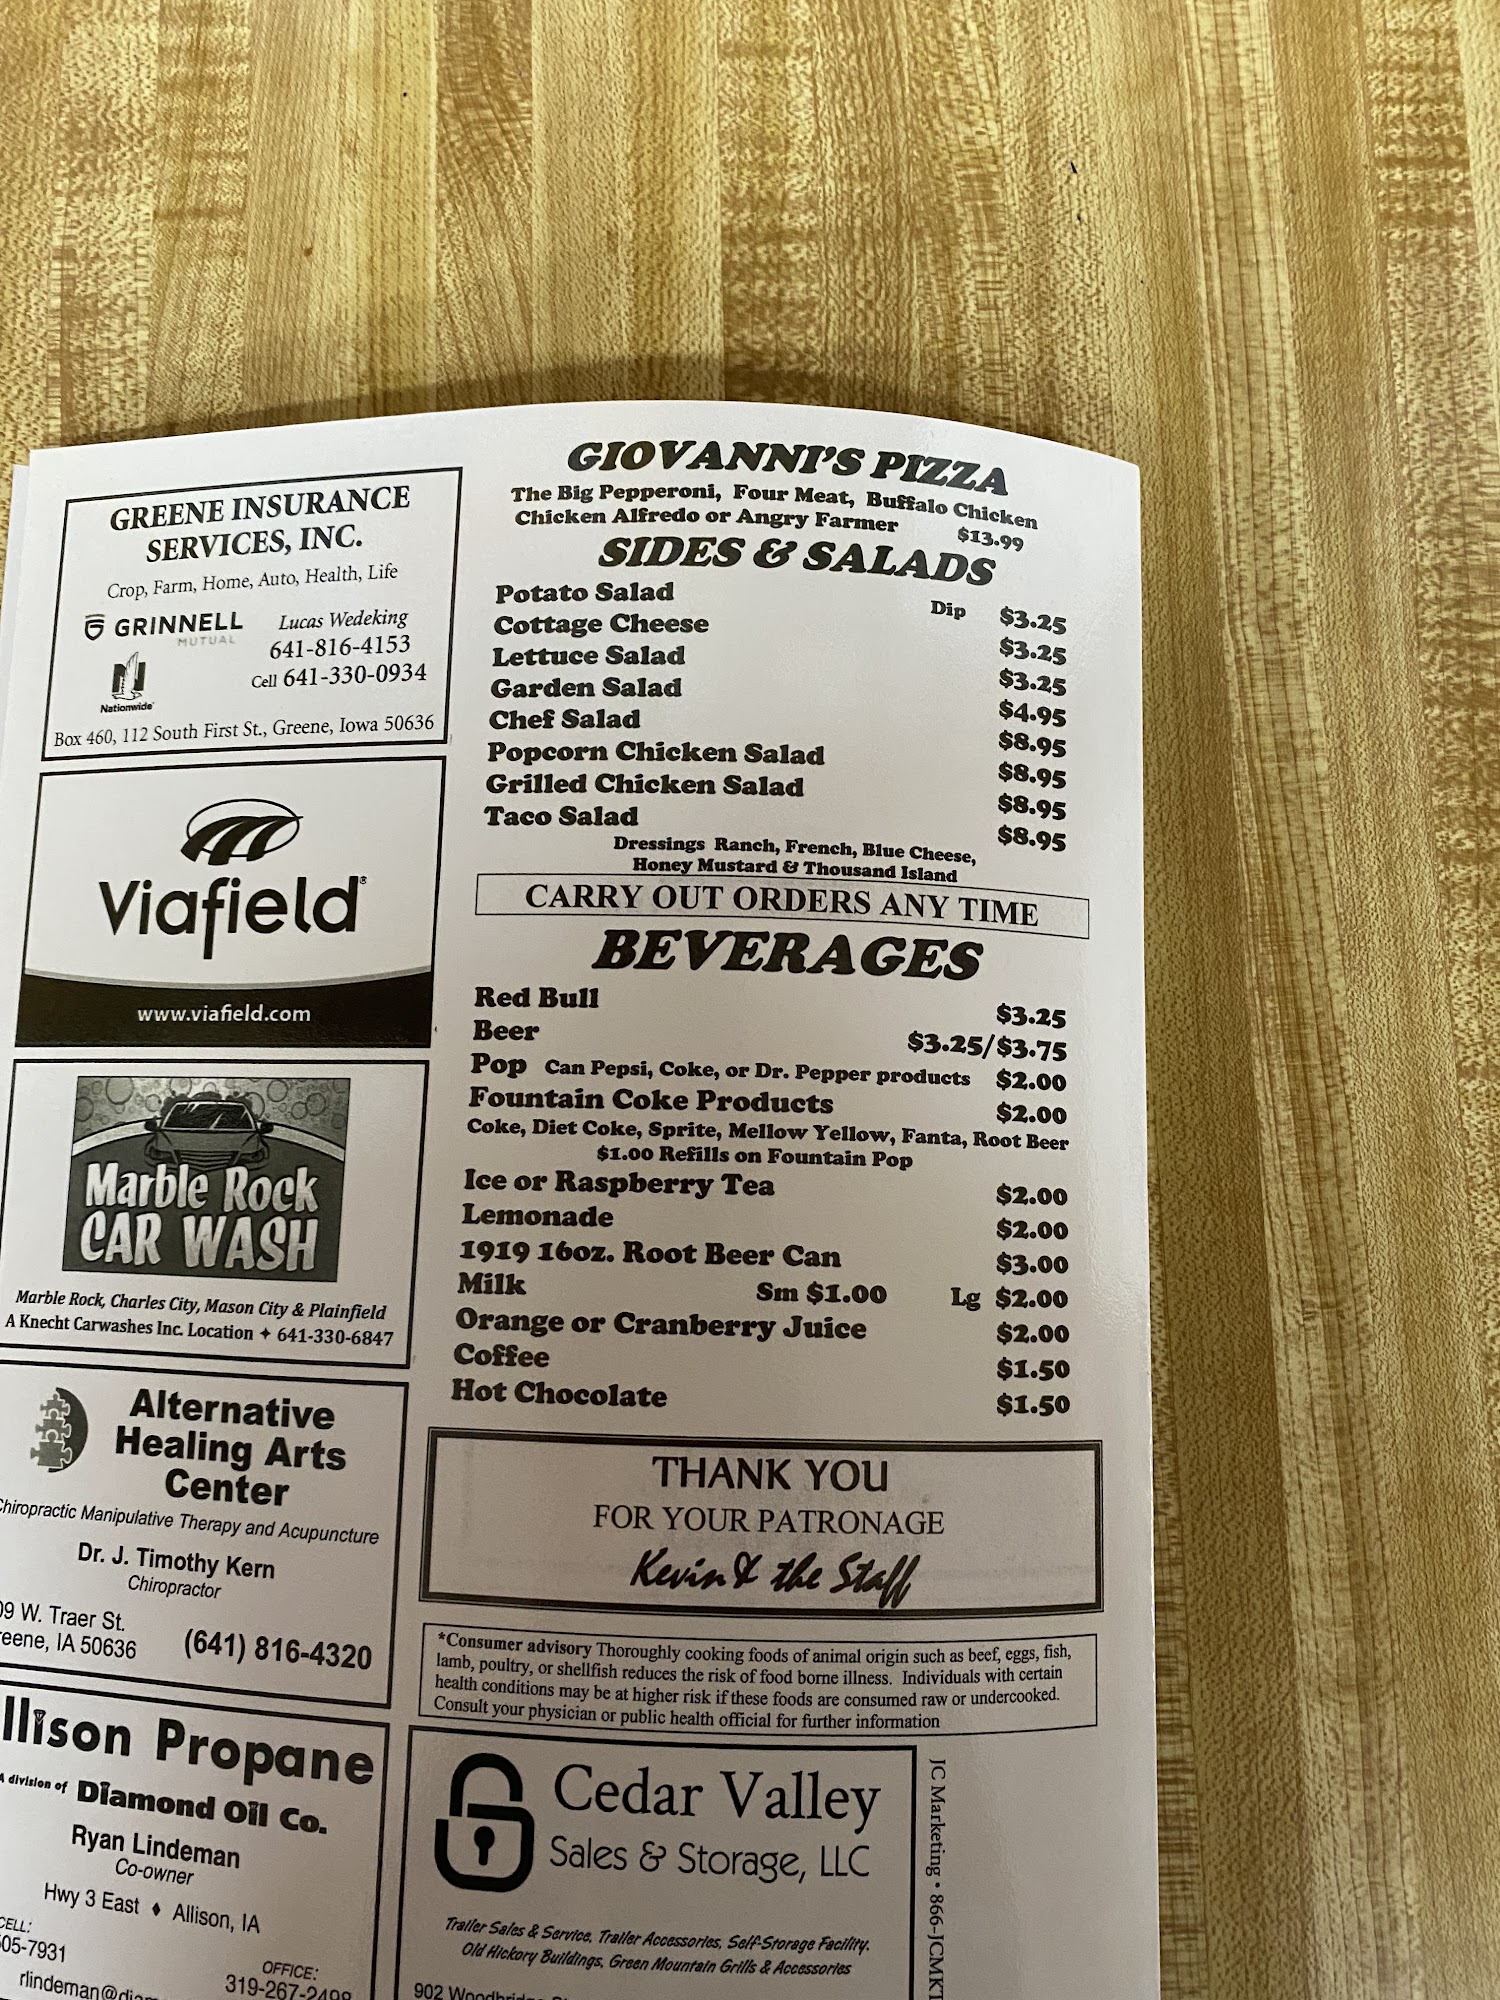 GREENE INSURANCE
SERVICES, INC.
Crop, Farm, Home, Auto, Health, Life
GRINNELL
MUTUAL
Lucas Wedeking
641-816-4153
Cell 641-330-0934
Nationwide
Box 460, 112 South First St., Greene, Iowa 50636
Viafield®
www.viafield.com
Marble Rock
CAR WASH
Marble Rock, Charles City, Mason City & Plainfield
A Knecht Carwashes Inc. Location ✦ 641-330-6847
Alternative
Healing Arts
Center
Chiropractic Manipulative Therapy and Acupuncture
Dr. J. Timothy Kern
Chiropractor
09 W. Traer St.
reene, IA 50636
(641) 816-4320
llison Propane
A division of Diamond Oil Co.
Ryan Lindeman
Co-owner
Hwy 3 East ♦ Allison, IA
CELL:
05-7931
OFFICE:
319-267-2498
GIOVANNI'S PIZZA
The Big Pepperoni, Four Meat, Buffalo Chicken
Chicken Alfredo or Angry Farmer $13.99
SIDES & SALADS
Potato Salad Dip $3.25
Cottage Cheese $3.25
Lettuce Salad $3.25
Garden Salad $4.95
Chef Salad $8.95
Popcorn Chicken Salad $8.95
Grilled Chicken Salad $8.95
Taco Salad $8.95
Dressings Ranch, French, Blue Cheese,
Honey Mustard & Thousand Island
CARRY OUT ORDERS ANY TIME
BEVERAGES
Red Bull $3.25
Beer $3.25/$3.75
Pop Can Pepsi, Coke, or Dr. Pepper products $2.00
Fountain Coke Products $2.00
Coke, Diet Coke, Sprite, Mellow Yellow, Fanta, Root Beer
$1.00 Refills on Fountain Pop
Ice or Raspberry Tea $2.00
Lemonade $2.00
1919 16oz. Root Beer Can $3.00
Milk Sm $1.00 Lg $2.00
Orange or Cranberry Juice $2.00
Coffee $1.50
Hot Chocolate $1.50
THANK YOU
FOR YOUR PATRONAGE
Kevin & the Staff
*Consumer advisory Thoroughly cooking foods of animal origin such as beef, eggs, fish,
lamb, poultry, or shellfish reduces the risk of food borne illness. Individuals with certain
health conditions may be at higher risk if these foods are consumed raw or undercooked.
Consult your physician or public health official for further information
Cedar Valley
Sales & Storage, LLC
Trailer Sales & Service, Trailer Accessories, Self-Storage Facility,
Old Hickory Buildings, Green Mountain Grills & Accessories
902
JC Marketing • 866-JCMKT